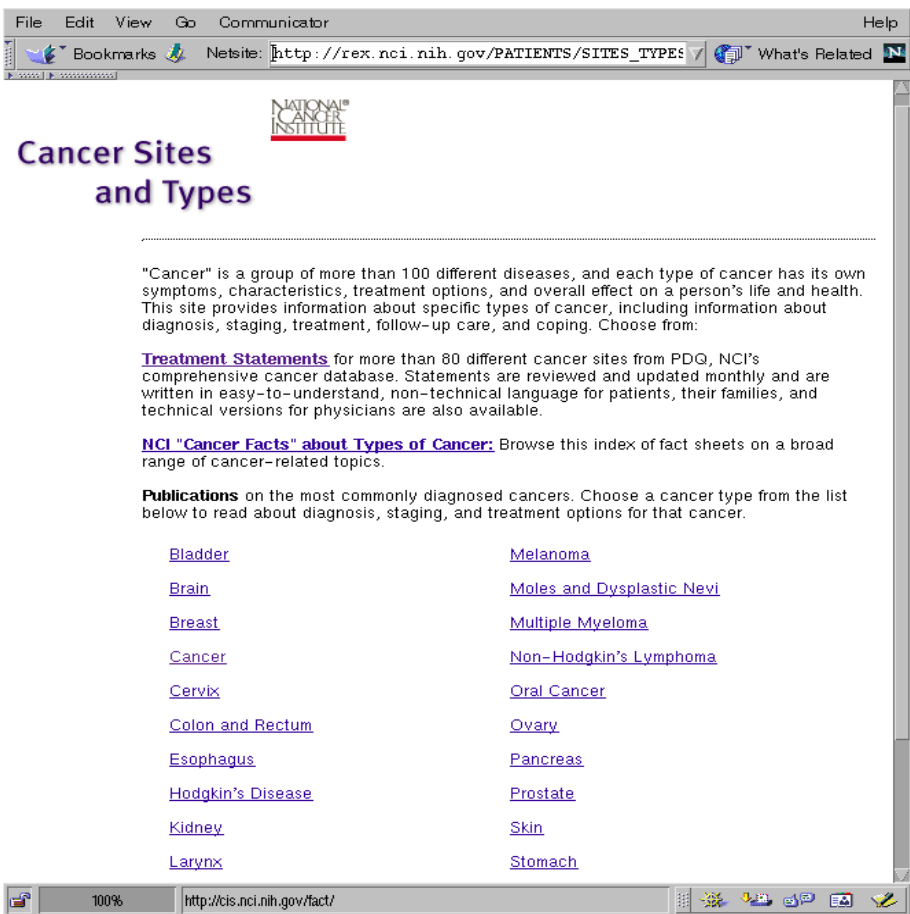 File Edit View Go Communicator Help
Bookmarks Netsite: http://rex.nci.nih.gov/PATIENTS/SITES_TYPES What's Related N
NATIONAL®
CANCER
INSTITUTE
Cancer Sites
and Types
"Cancer" is a group of more than 100 different diseases, and each type of cancer has its own
symptoms, characteristics, treatment options, and overall effect on a person's life and health.
This site provides information about specific types of cancer, including information about
diagnosis, staging, treatment, follow-up care, and coping. Choose from:
Treatment Statements for more than 80 different cancer sites from PDQ, NCI's
comprehensive cancer database. Statements are reviewed and updated monthly and are
written in easy-to-understand, non-technical language for patients, their families, and
technical versions for physicians are also available.
NCI "Cancer Facts" about Types of Cancer: Browse this index of fact sheets on a broad
range of cancer-related topics.
Publications on the most commonly diagnosed cancers. Choose a cancer type from the list
below to read about diagnosis, staging, and treatment options for that cancer.
Bladder Melanoma
Brain Moles and Dysplastic Nevi
Breast Multiple Myeloma
Cancer Non-Hodgkin's Lymphoma
Cervix Oral Cancer
Colon and Rectum Ovary
Esophagus Pancreas
Hodgkin's Disease Prostate
Kidney Skin
Larynx Stomach
100% http://cis.nci.nih.gov/fact/